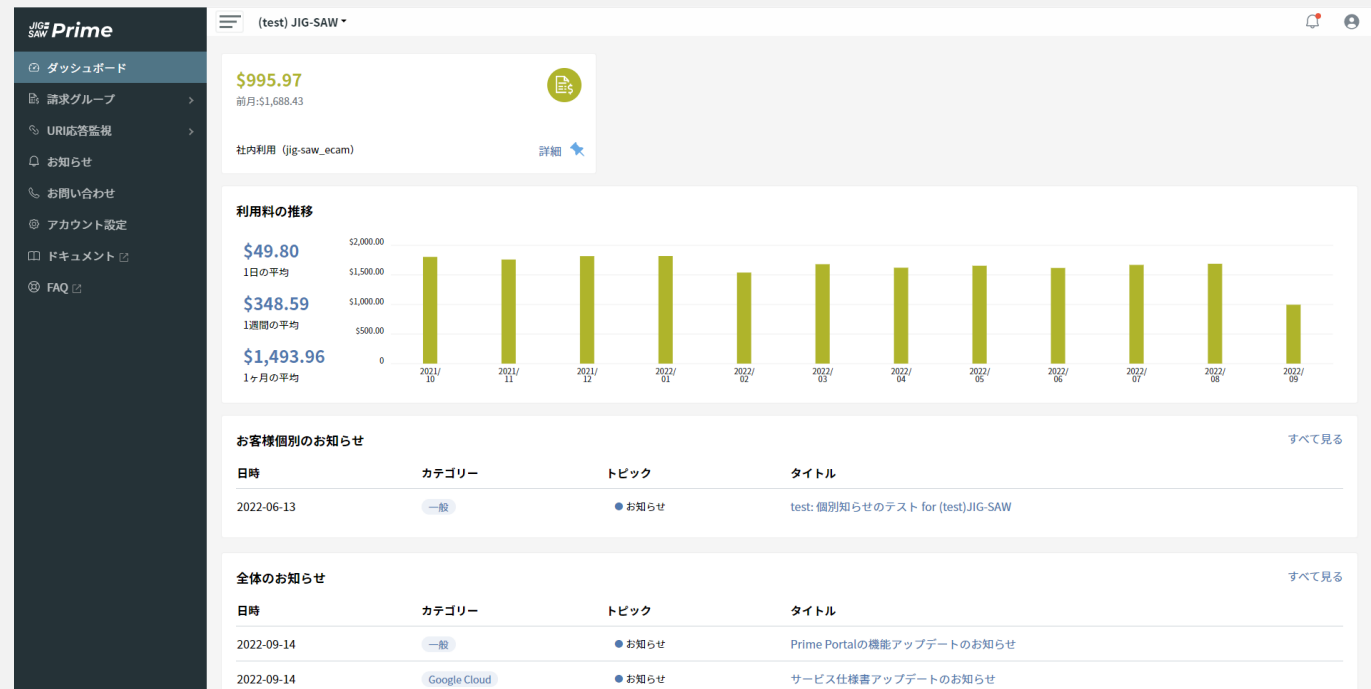 JIG-SAW Prime
(test) JIG-SAW
ダッシュボード
請求グループ
URI応答監視
お知らせ
お問い合わせ
アカウント設定
ドキュメント
FAQ
$995.97
前月:$1,688.43
社内利用（jig-saw_ecam）
詳細
利用料の推移
$49.80
1日の平均
$348.59
1週間の平均
$1,493.96
1ヶ月の平均
$2,000.00
$1,500.00
$1,000.00
$500.00
0
2021/10
2021/11
2021/12
2022/01
2022/02
2022/03
2022/04
2022/05
2022/06
2022/07
2022/08
2022/09
お客様個別のお知らせ すべて見る
日時 カテゴリー トピック タイトル
2022-06-13 一般 お知らせ test: 個別知らせのテスト for (test)JIG-SAW
全体のお知らせ すべて見る
日時 カテゴリー トピック タイトル
2022-09-14 一般 お知らせ Prime Portalの機能アップデートのお知らせ
2022-09-14 Google Cloud お知らせ サービス仕様書アップデートのお知らせ